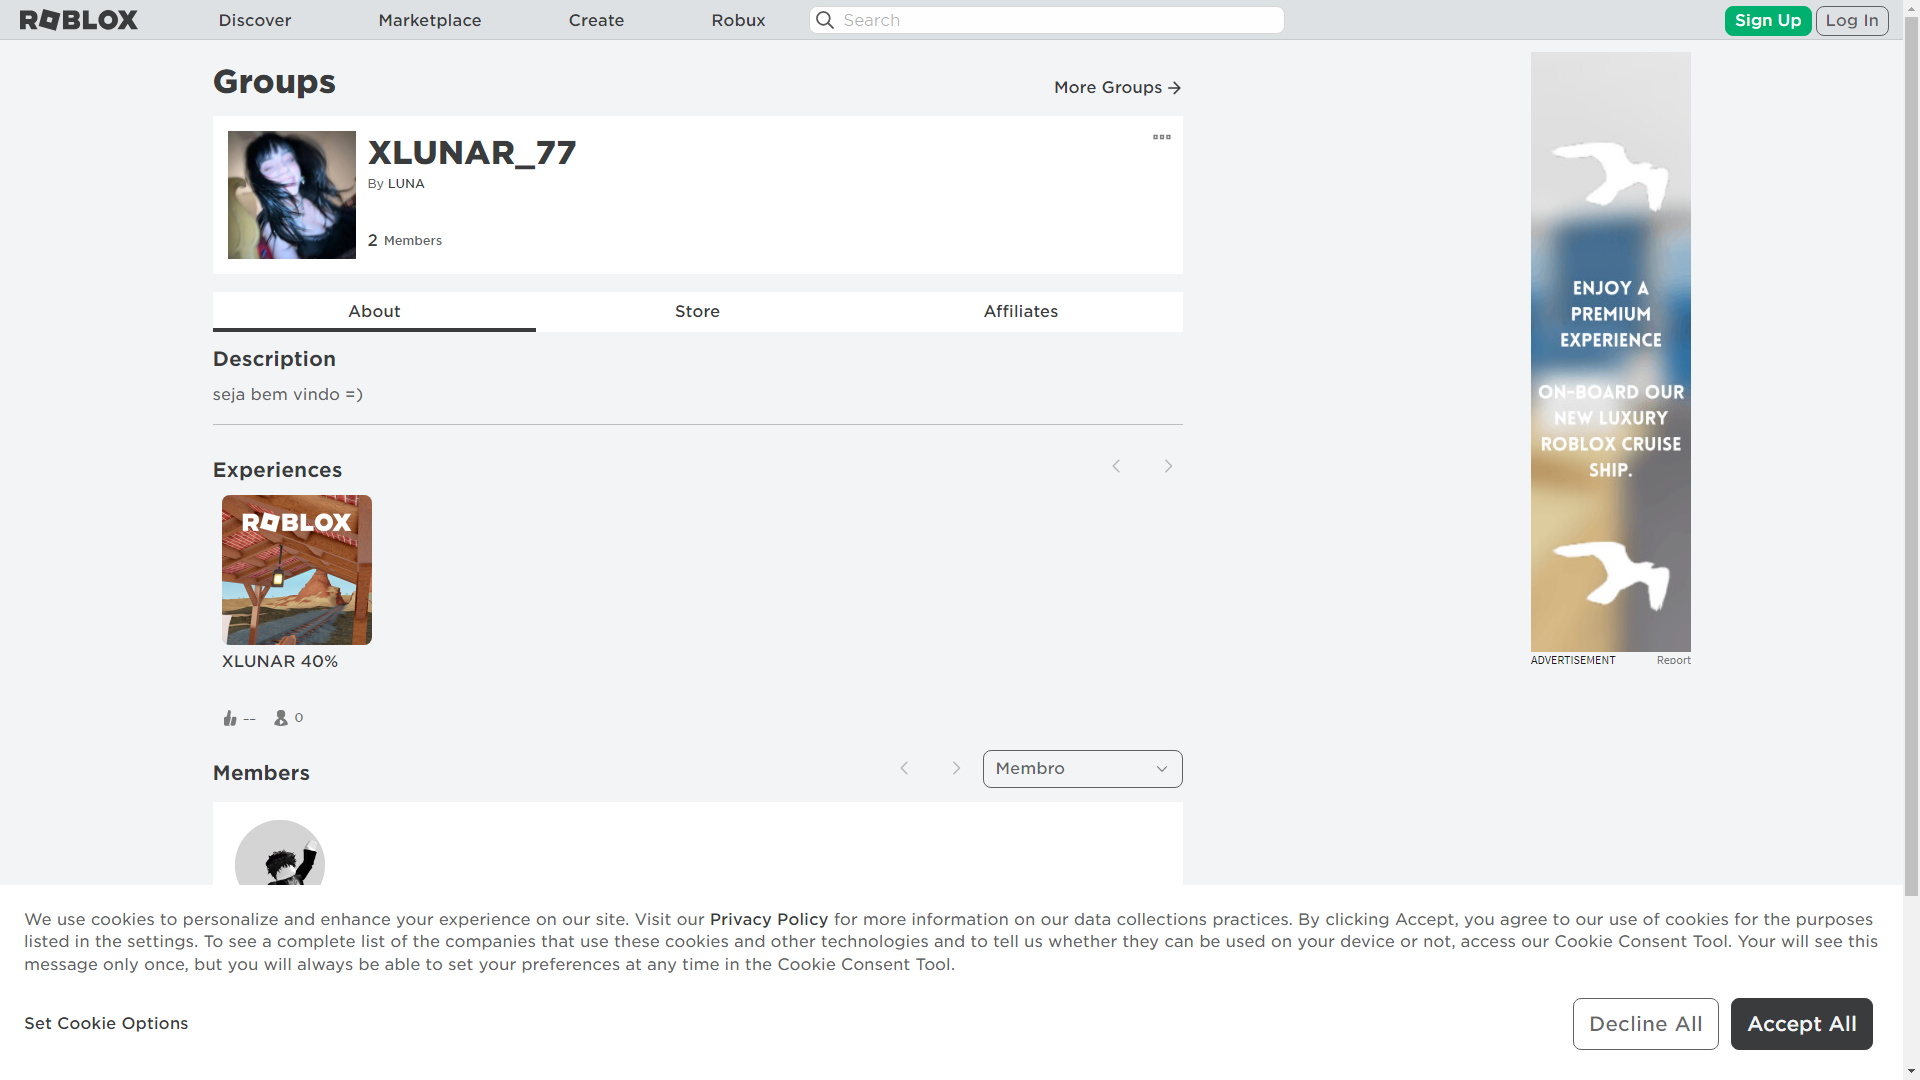 ROBLOX
Discover
Marketplace
Create
Robux
Search
Sign Up
Log In
Groups
More Groups
XLUNAR_77
By LUNA
2 Members
About
Store
Affiliates
Description
seja bem vindo =)
Experiences
ROBLOX
XLUNAR 40%
--
0
Members
Membro
ENJOY A
PREMIUM
EXPERIENCE
ON-BOARD OUR
NEW LUXURY
ROBLOX CRUISE
SHIP.
ADVERTISEMENT
Report
We use cookies to personalize and enhance your experience on our site. Visit our Privacy Policy for more information on our data collections practices. By clicking Accept, you agree to our use of cookies for the purposes
listed in the settings. To see a complete list of the companies that use these cookies and other technologies and to tell us whether they can be used on your device or not, access our Cookie Consent Tool. Your will see this
message only once, but you will always be able to set your preferences at any time in the Cookie Consent Tool.
Set Cookie Options
Decline All
Accept All